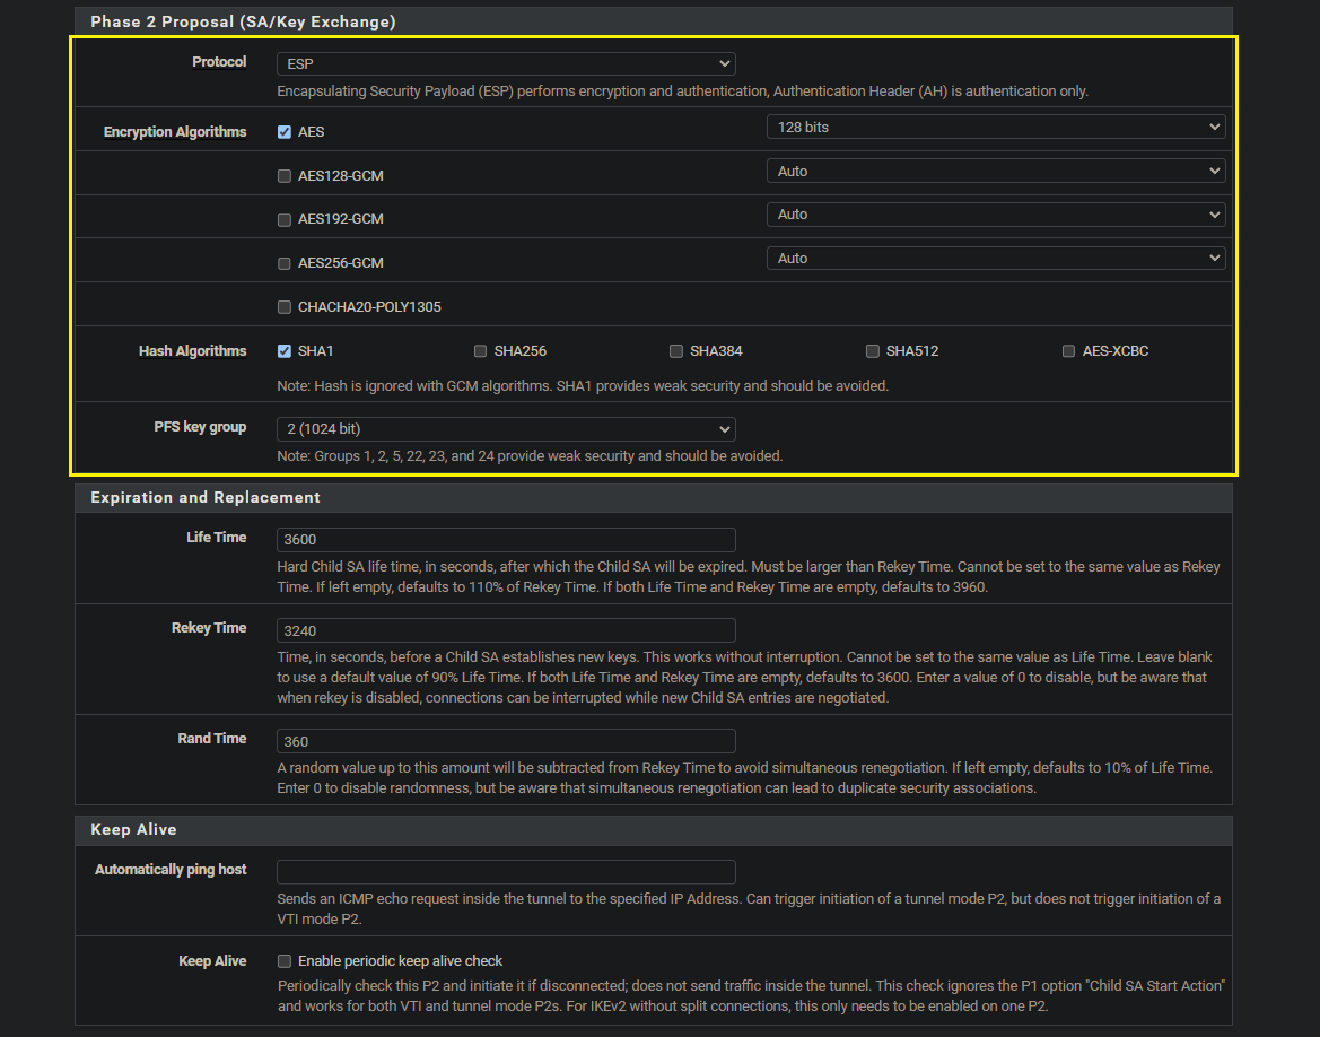 Phase 2 Proposal (SA/Key Exchange)
Protocol
ESP
Encapsulating Security Payload (ESP) performs encryption and authentication, Authentication Header (AH) is authentication only.
Encryption Algorithms
AES
128 bits
AES128-GCM
Auto
AES192-GCM
Auto
AES256-GCM
Auto
CHACHA20-POLY1305
Hash Algorithms
SHA1
SHA256
SHA384
SHA512
AES-XCBC
Note: Hash is ignored with GCM algorithms. SHA1 provides weak security and should be avoided.
PFS key group
2 (1024 bit)
Note: Groups 1, 2, 5, 22, 23, and 24 provide weak security and should be avoided.
Expiration and Replacement
Life Time
3600
Hard Child SA life time, in seconds, after which the Child SA will be expired. Must be larger than Rekey Time. Cannot be set to the same value as Rekey
Time. If left empty, defaults to 110% of Rekey Time. If both Life Time and Rekey Time are empty, defaults to 3960.
Rekey Time
3240
Time, in seconds, before a Child SA establishes new keys. This works without interruption. Cannot be set to the same value as Life Time. Leave blank
to use a default value of 90% Life Time. If both Life Time and Rekey Time are empty, defaults to 3600. Enter a value of 0 to disable, but be aware that
when rekey is disabled, connections can be interrupted while new Child SA entries are negotiated.
Rand Time
360
A random value up to this amount will be subtracted from Rekey Time to avoid simultaneous renegotiation. If left empty, defaults to 10% of Life Time.
Enter 0 to disable randomness, but be aware that simultaneous renegotiation can lead to duplicate security associations.
Keep Alive
Automatically ping host
Sends an ICMP echo request inside the tunnel to the specified IP Address. Can trigger initiation of a tunnel mode P2, but does not trigger initiation of a
VTI mode P2.
Keep Alive
Enable periodic keep alive check
Periodically check this P2 and initiate it if disconnected; does not send traffic inside the tunnel. This check ignores the P1 option "Child SA Start Action"
and works for both VTI and tunnel mode P2s. For IKEv2 without split connections, this only needs to be enabled on one P2.